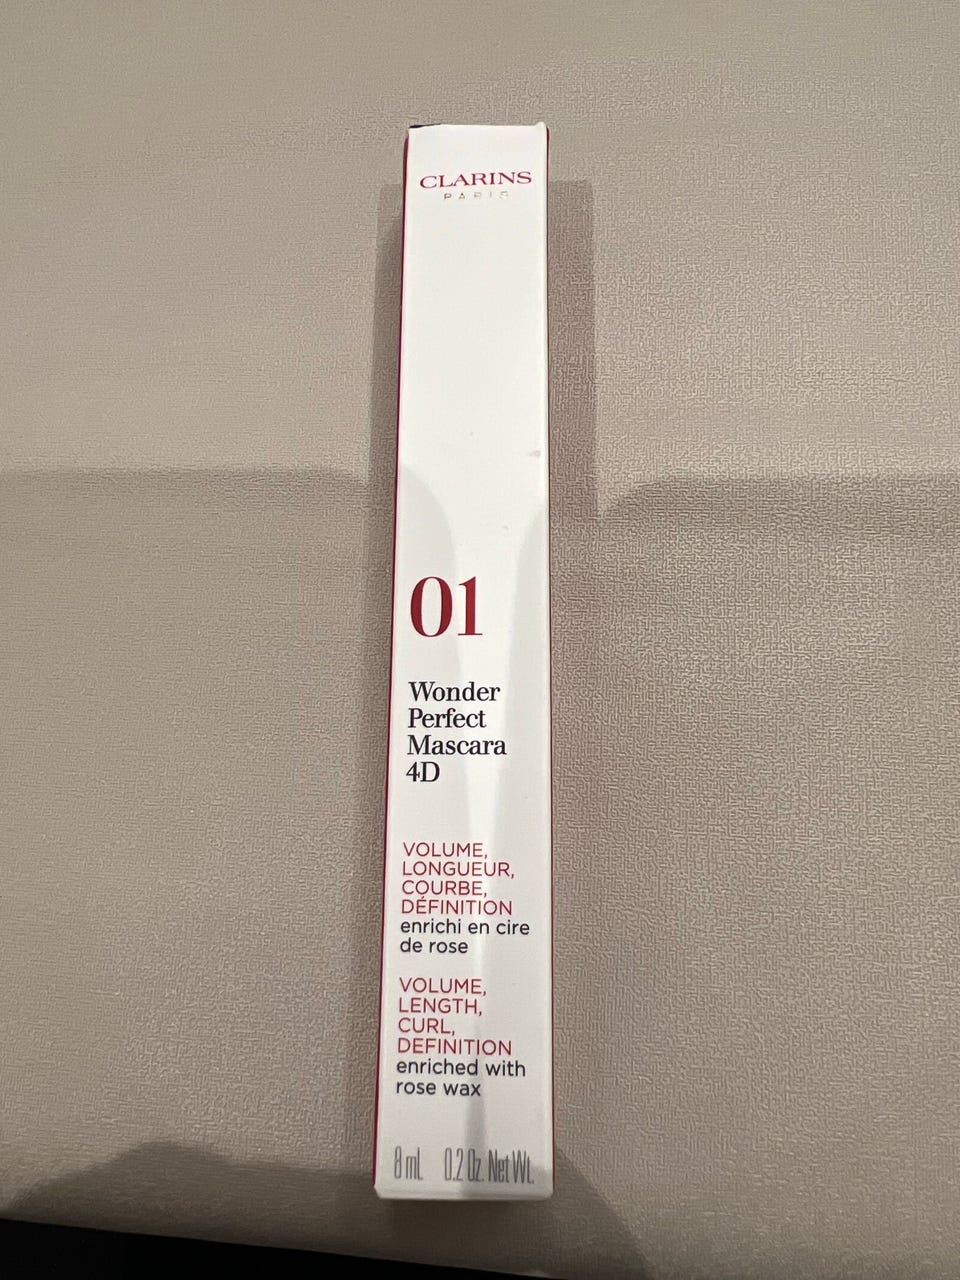 CLARINS
PARIS
01
Wonder
Perfect
Mascara
4D
VOLUME,
LONGUEUR,
COURBE,
DÉFINITION
enrichi en cire
de rose
VOLUME,
LENGTH,
CURL,
DEFINITION
enriched with
rose wax
8 mL 0.2 Oz. Net Wt.